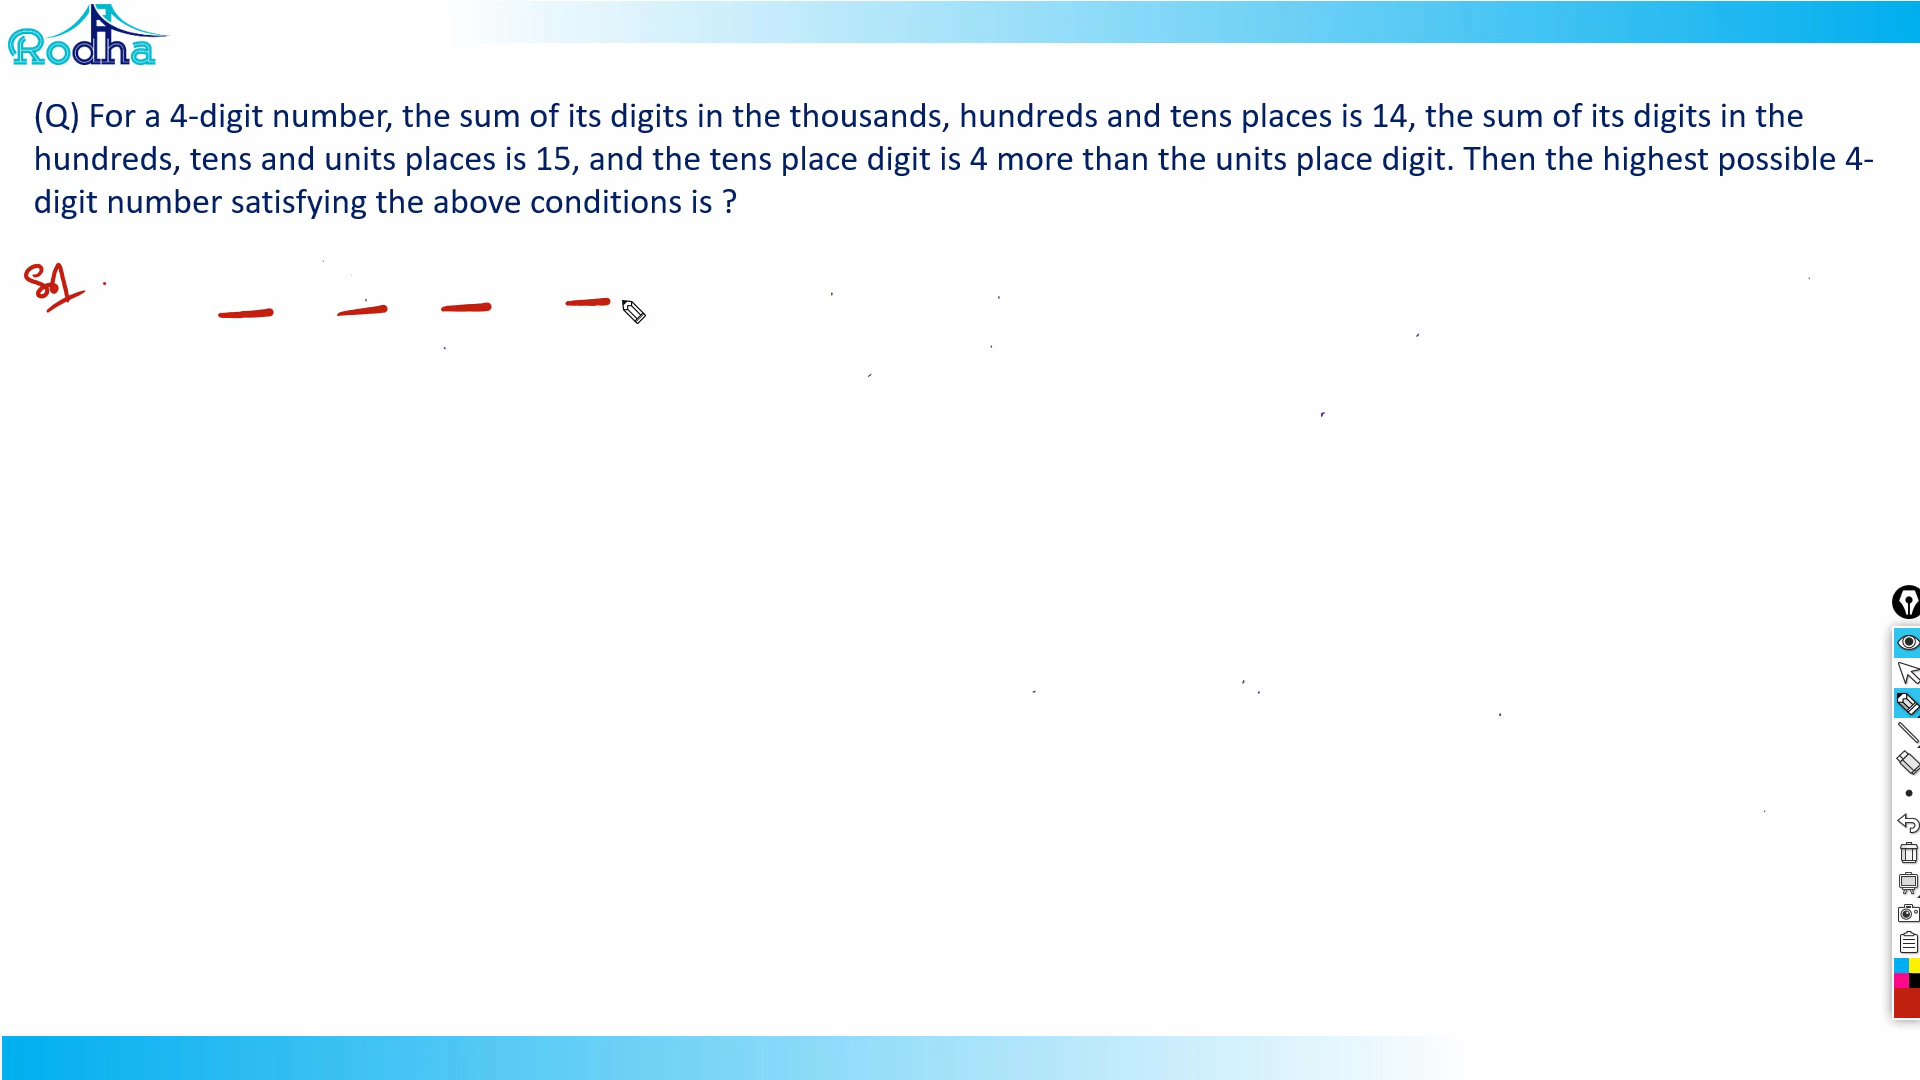 Rodha
(Q) For a 4-digit number, the sum of its digits in the thousands, hundreds and tens places is 14, the sum of its digits in the
hundreds, tens and units places is 15, and the tens place digit is 4 more than the units place digit. Then the highest possible 4-
digit number satisfying the above conditions is ?